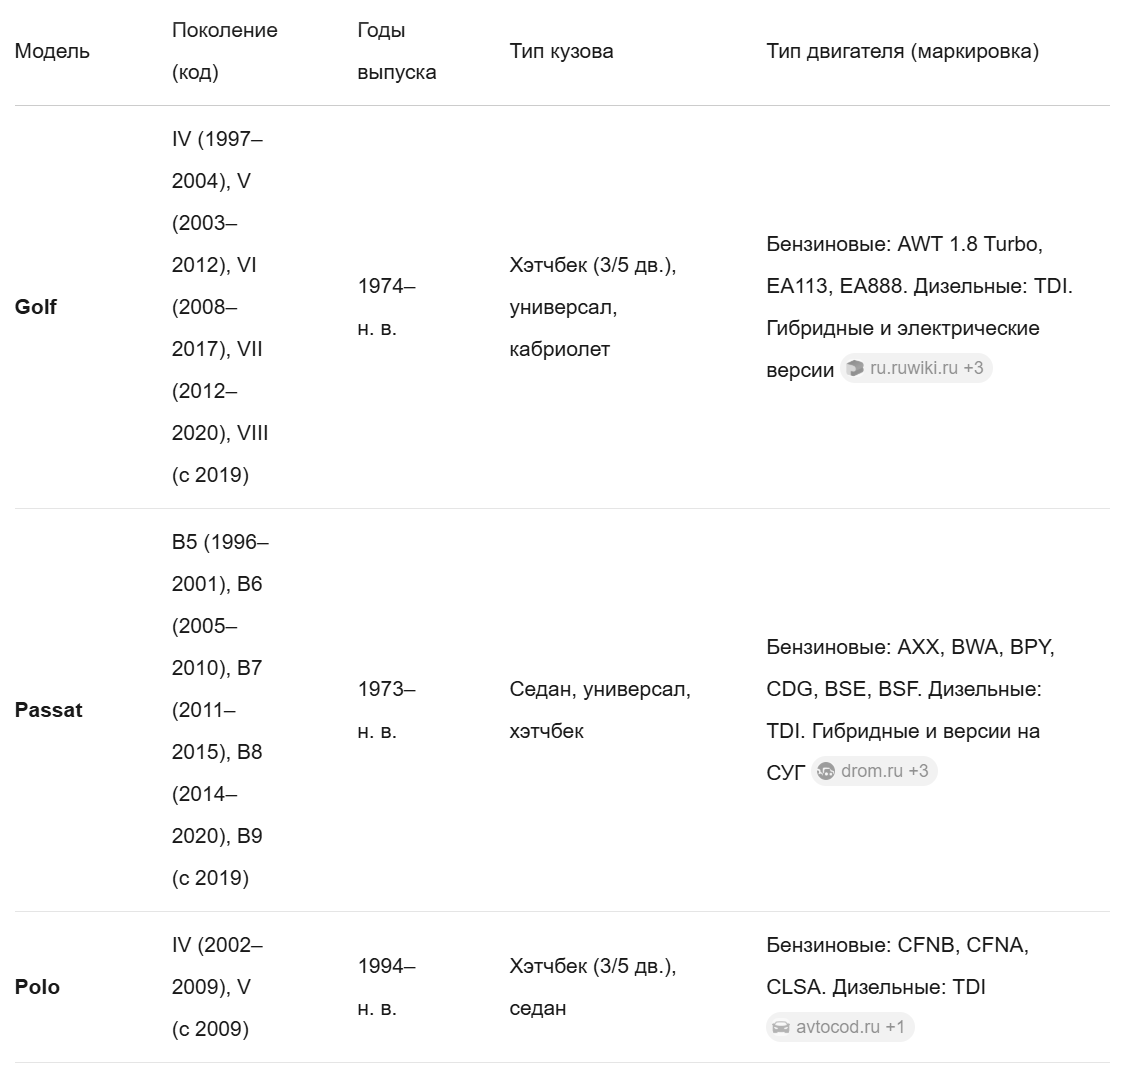 Модель
Поколение
(код)
Годы
выпуска
Тип кузова
Тип двигателя (маркировка)
Golf
IV (1997–
2004), V
(2003–
2012), VI
(2008–
2017), VII
(2012–
2020), VIII
(с 2019)
1974–
н. в.
Хэтчбек (3/5 дв.),
универсал,
кабриолет
Бензиновые: AWT 1.8 Turbo,
EA113, EA888. Дизельные: TDI.
Гибридные и электрические
версии ru.ruwiki.ru +3
Passat
B5 (1996–
2001), B6
(2005–
2010), B7
(2011–
2015), B8
(2014–
2020), B9
(с 2019)
1973–
н. в.
Седан, универсал,
хэтчбек
Бензиновые: AXX, BWA, BPY,
CDG, BSE, BSF. Дизельные:
TDI. Гибридные и версии на
СУГ drom.ru +3
Polo
IV (2002–
2009), V
(с 2009)
1994–
н. в.
Хэтчбек (3/5 дв.),
седан
Бензиновые: CFNB, CFNA,
CLSA. Дизельные: TDI
avtocod.ru +1